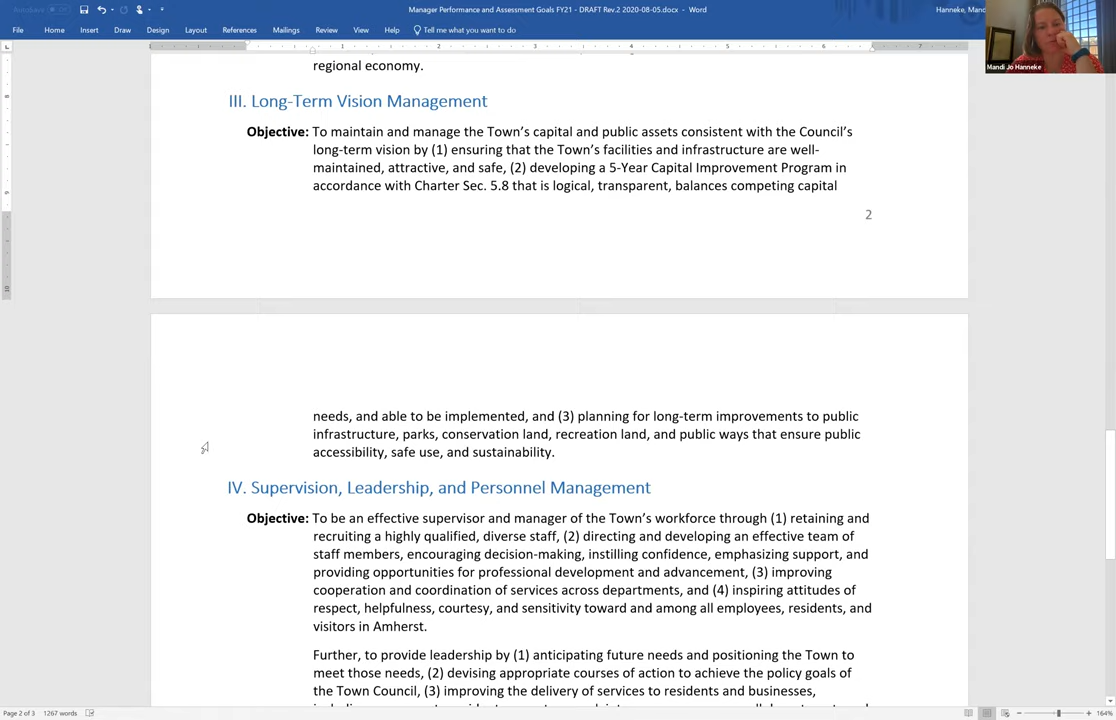 Manager Performance and Assessment Goals FY21 - DRAFT Rev.2 2020-08-05.docx - Word
Hanneke, Mand
File Home Insert Draw Design Layout References Mailings Review View Help Tell me what you want to do
Mandi Jo Hanneke
regional economy.
III. Long-Term Vision Management
Objective: To maintain and manage the Town's capital and public assets consistent with the Council's
long-term vision by (1) ensuring that the Town's facilities and infrastructure are well-
maintained, attractive, and safe, (2) developing a 5-Year Capital Improvement Program in
accordance with Charter Sec. 5.8 that is logical, transparent, balances competing capital
2
needs, and able to be implemented, and (3) planning for long-term improvements to public
infrastructure, parks, conservation land, recreation land, and public ways that ensure public
accessibility, safe use, and sustainability.
IV. Supervision, Leadership, and Personnel Management
Objective: To be an effective supervisor and manager of the Town's workforce through (1) retaining and
recruiting a highly qualified, diverse staff, (2) directing and developing an effective team of
staff members, encouraging decision-making, instilling confidence, emphasizing support, and
providing opportunities for professional development and advancement, (3) improving
cooperation and coordination of services across departments, and (4) inspiring attitudes of
respect, helpfulness, courtesy, and sensitivity toward and among all employees, residents, and
visitors in Amherst.
Further, to provide leadership by (1) anticipating future needs and positioning the Town to
meet those needs, (2) devising appropriate courses of action to achieve the policy goals of
the Town Council, (3) improving the delivery of services to residents and businesses,
Page 2 of 3 1267 words
164%